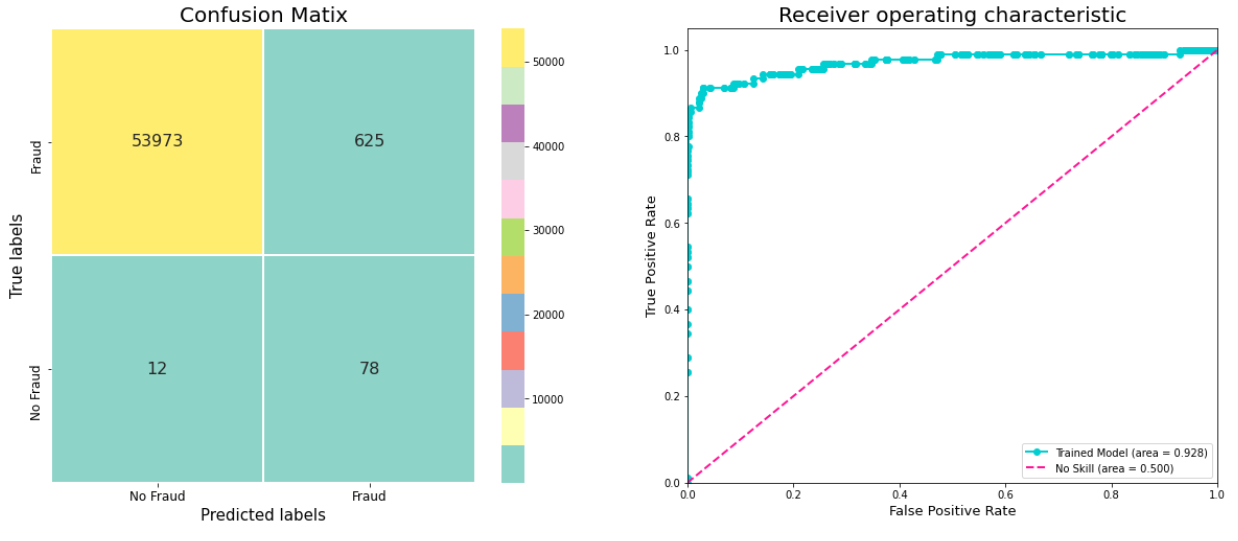 Confusion Matix
True labels
Fraud
No Fraud
53973
625
12
78
No Fraud
Fraud
Predicted labels
50000
40000
30000
20000
10000
Receiver operating characteristic
True Positive Rate
1.0
0.8
0.6
0.4
0.2
0.0
0.0
0.2
0.4
0.6
0.8
1.0
False Positive Rate
Trained Model (area = 0.928)
No Skill (area = 0.500)